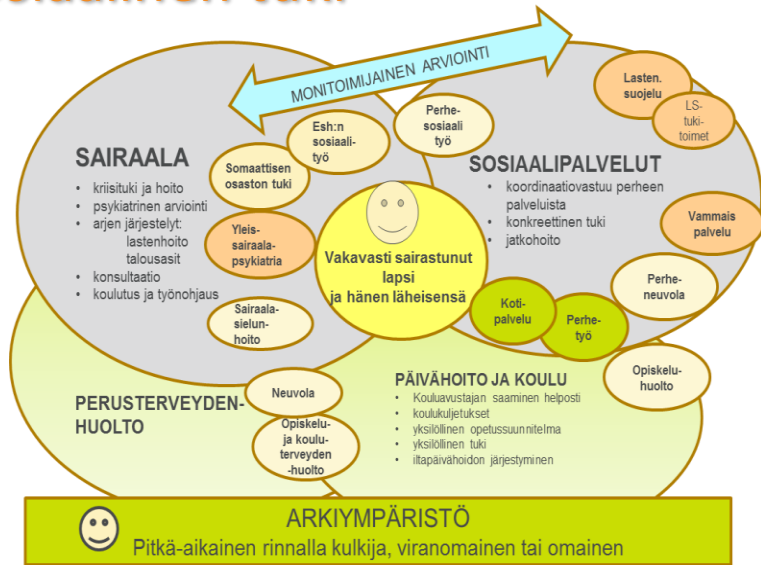 MONITOIMIJAINEN ARVIOINTI
SAIRAALA
• kriisituki ja hoito
• psykiatrinen arviointi
• arjen järjestelyt:
lastenhoito
talousasit
• konsultaatio
• koulutus ja työnohjaus
Somaattisen
osaston tuki
Esh:n
sosiaali-
työ
Perhe-
sosiaali
työ
Yleis-
sairaala-
psykiatria
Sairaala-
sielun-
hoito
Vakavasti sairastunut
lapsi
ja hänen läheisensä
SOSIAALIPALVELUT
• koordinaatiovastuu perheen
palveluista
• konkreettinen tuki
• jatkohoito
Lasten.
suojelu
LS-
tuki-
toimet
Vammais
palvelu
Perhe-
neuvola
Koti-
palvelu
Perhe-
työ
Opiskelu-
huolto
PERUSTERVEYDEN-
HUOLTO
Neuvola
Opiskelu-
ja koulu-
terveyden
-huolto
PÄIVÄHOITO JA KOULU
• Kouluavustajan saaminen helposti
• koulukuljetukset
• yksilöllinen opetussuunnitelma
• yksilöllinen tuki
• iltapäivähoidon järjestyminen
ARKIYMPÄRISTÖ
Pitkä-aikainen rinnalla kulkija, viranomainen tai omainen